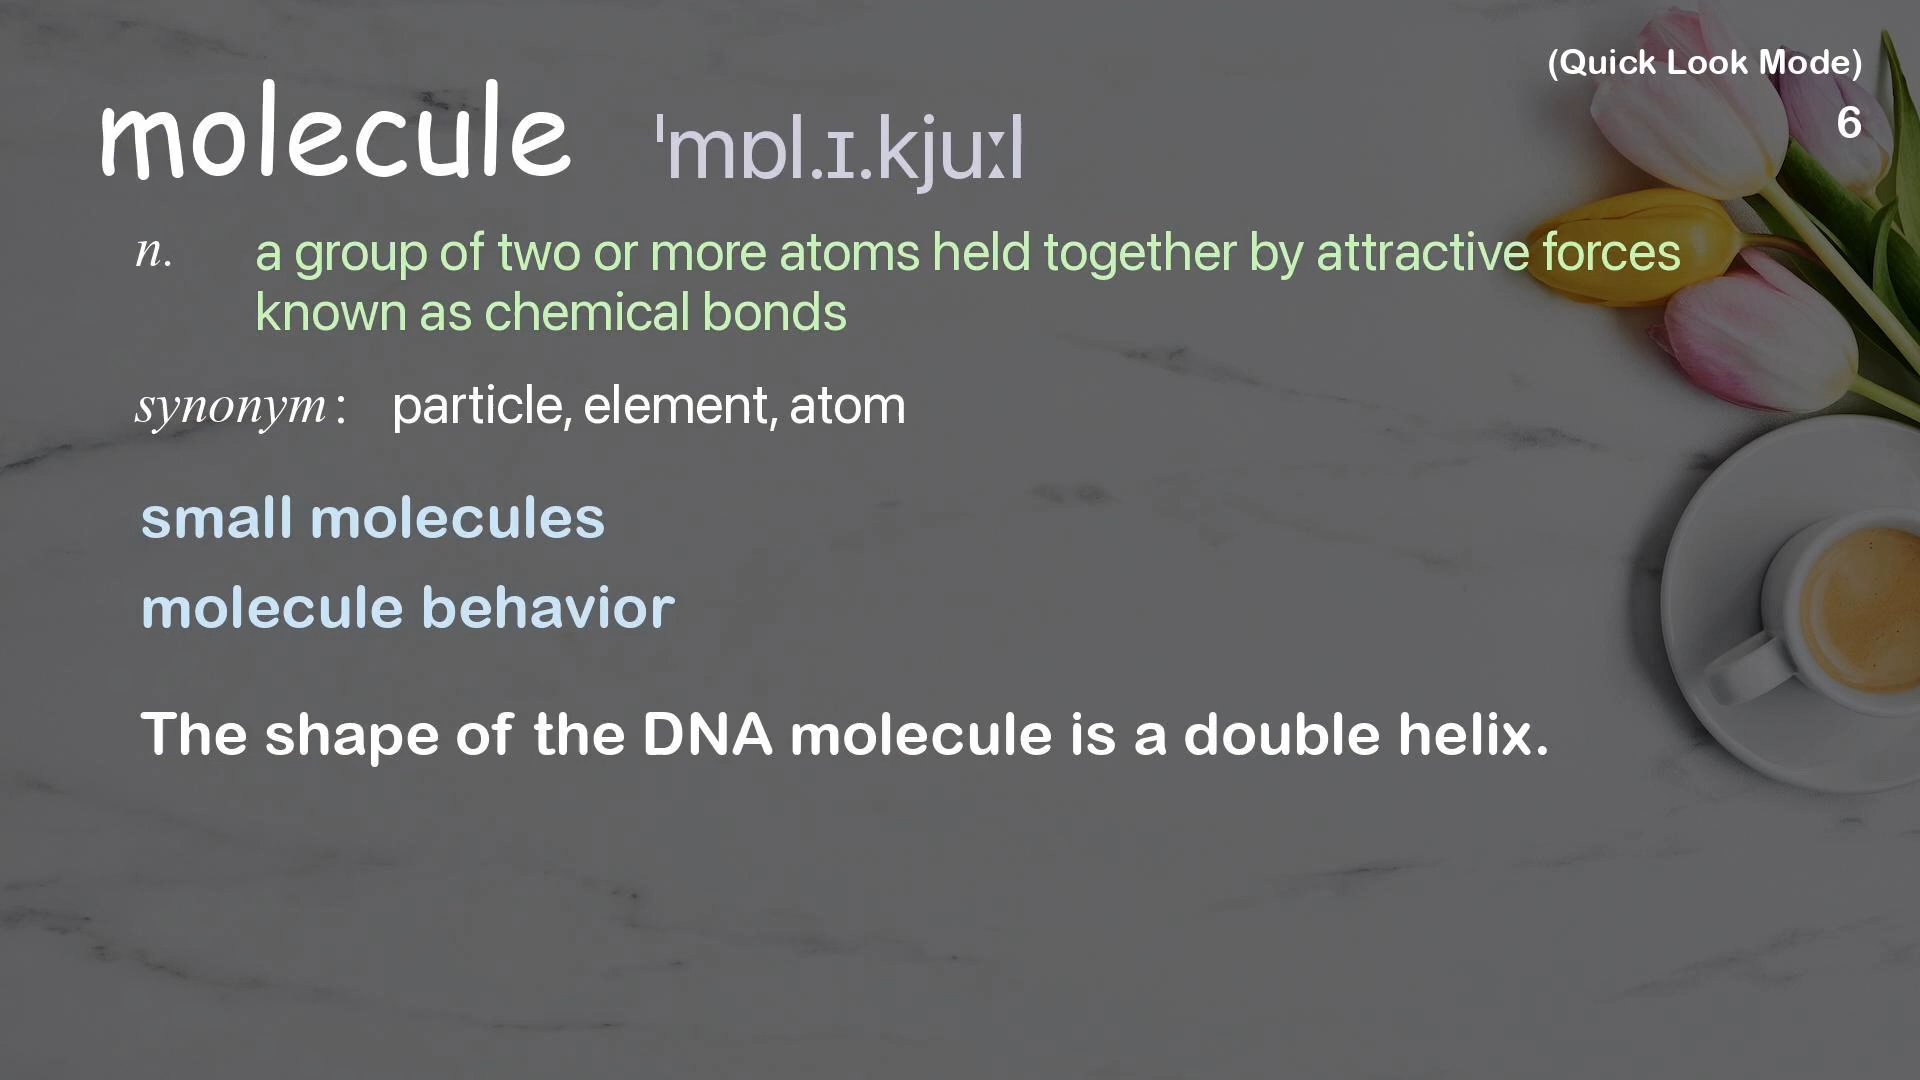 (Quick Look Mode)
6
molecule ˈmɒl.ɪ.kjuːl
n. a group of two or more atoms held together by attractive forces
known as chemical bonds
synonym: particle, element, atom
small molecules
molecule behavior
The shape of the DNA molecule is a double helix.